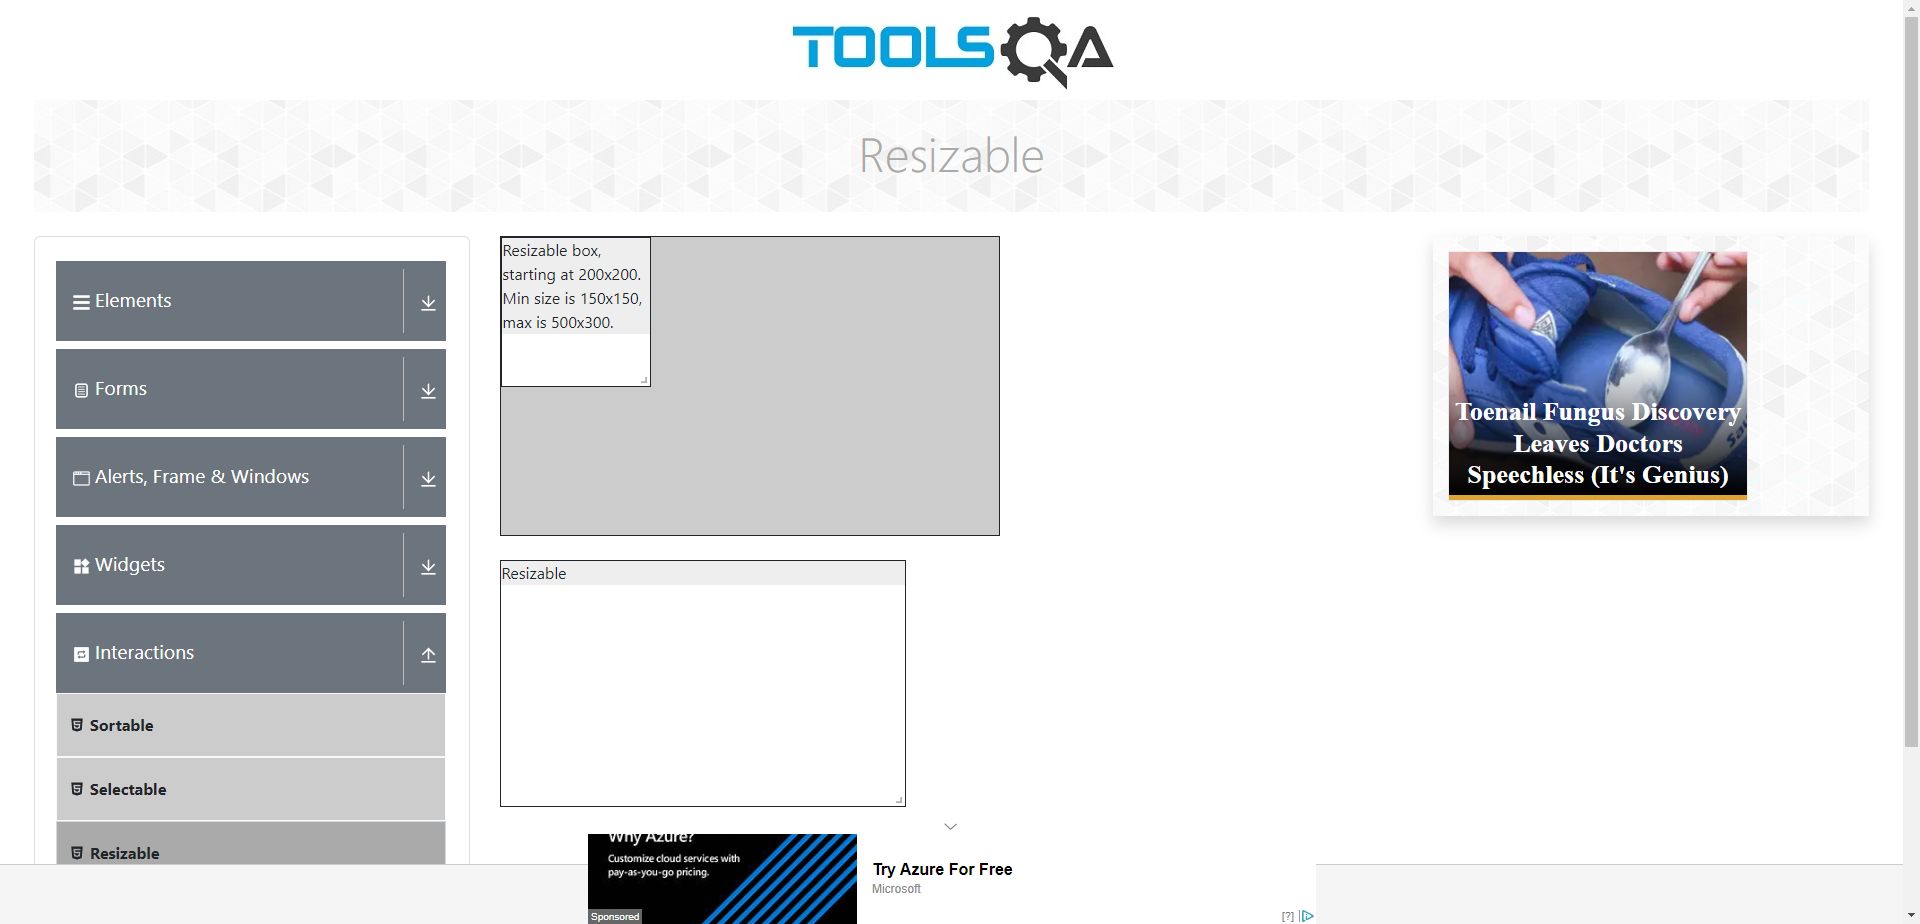 TOOLSQA
Resizable
Elements
Forms
Alerts, Frame & Windows
Widgets
Interactions
Sortable
Selectable
Resizable
Resizable box,
starting at 200x200.
Min size is 150x150,
max is 500x300.
Resizable
Toenail Fungus Discovery
Leaves Doctors
Speechless (It's Genius)
Why Azure?
Customize cloud services with
pay-as-you-go pricing.
Sponsored
Try Azure For Free
Microsoft
[?]